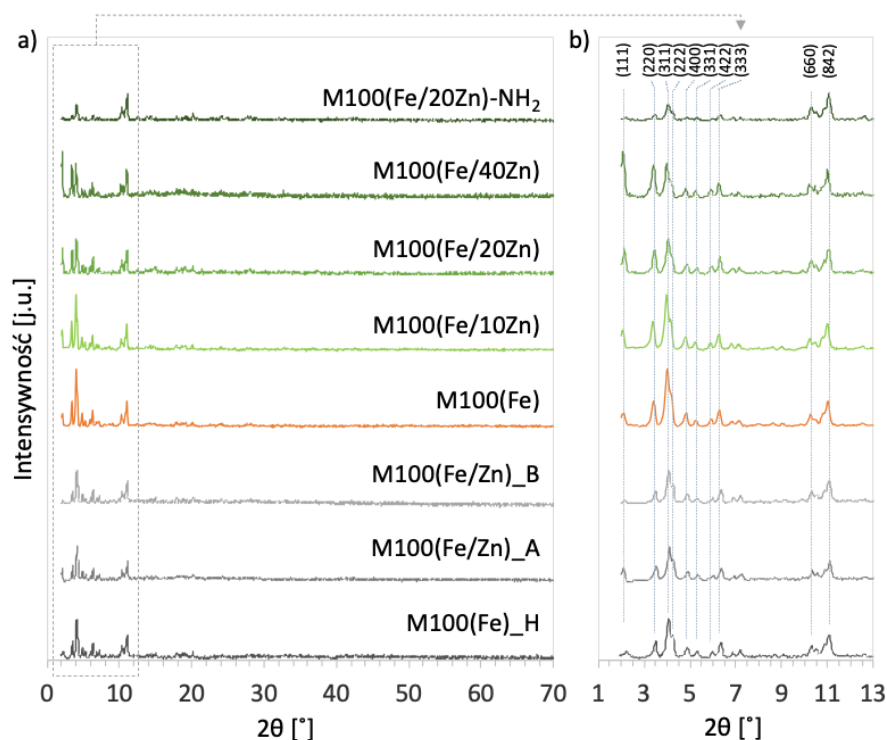 a)
b)
(111)
(220)
(311)
(222)
(400)
(331)
(422)
(333)
(660)
(842)
M100(Fe/20Zn)-NH₂
M100(Fe/40Zn)
M100(Fe/20Zn)
M100(Fe/10Zn)
M100(Fe)
M100(Fe/Zn)_B
M100(Fe/Zn)_A
M100(Fe)_H
Intensywność [j.u.]
0 10 20 30 40 50 60 70
2θ [˚]
1 3 5 7 9 11 13
2θ [˚]